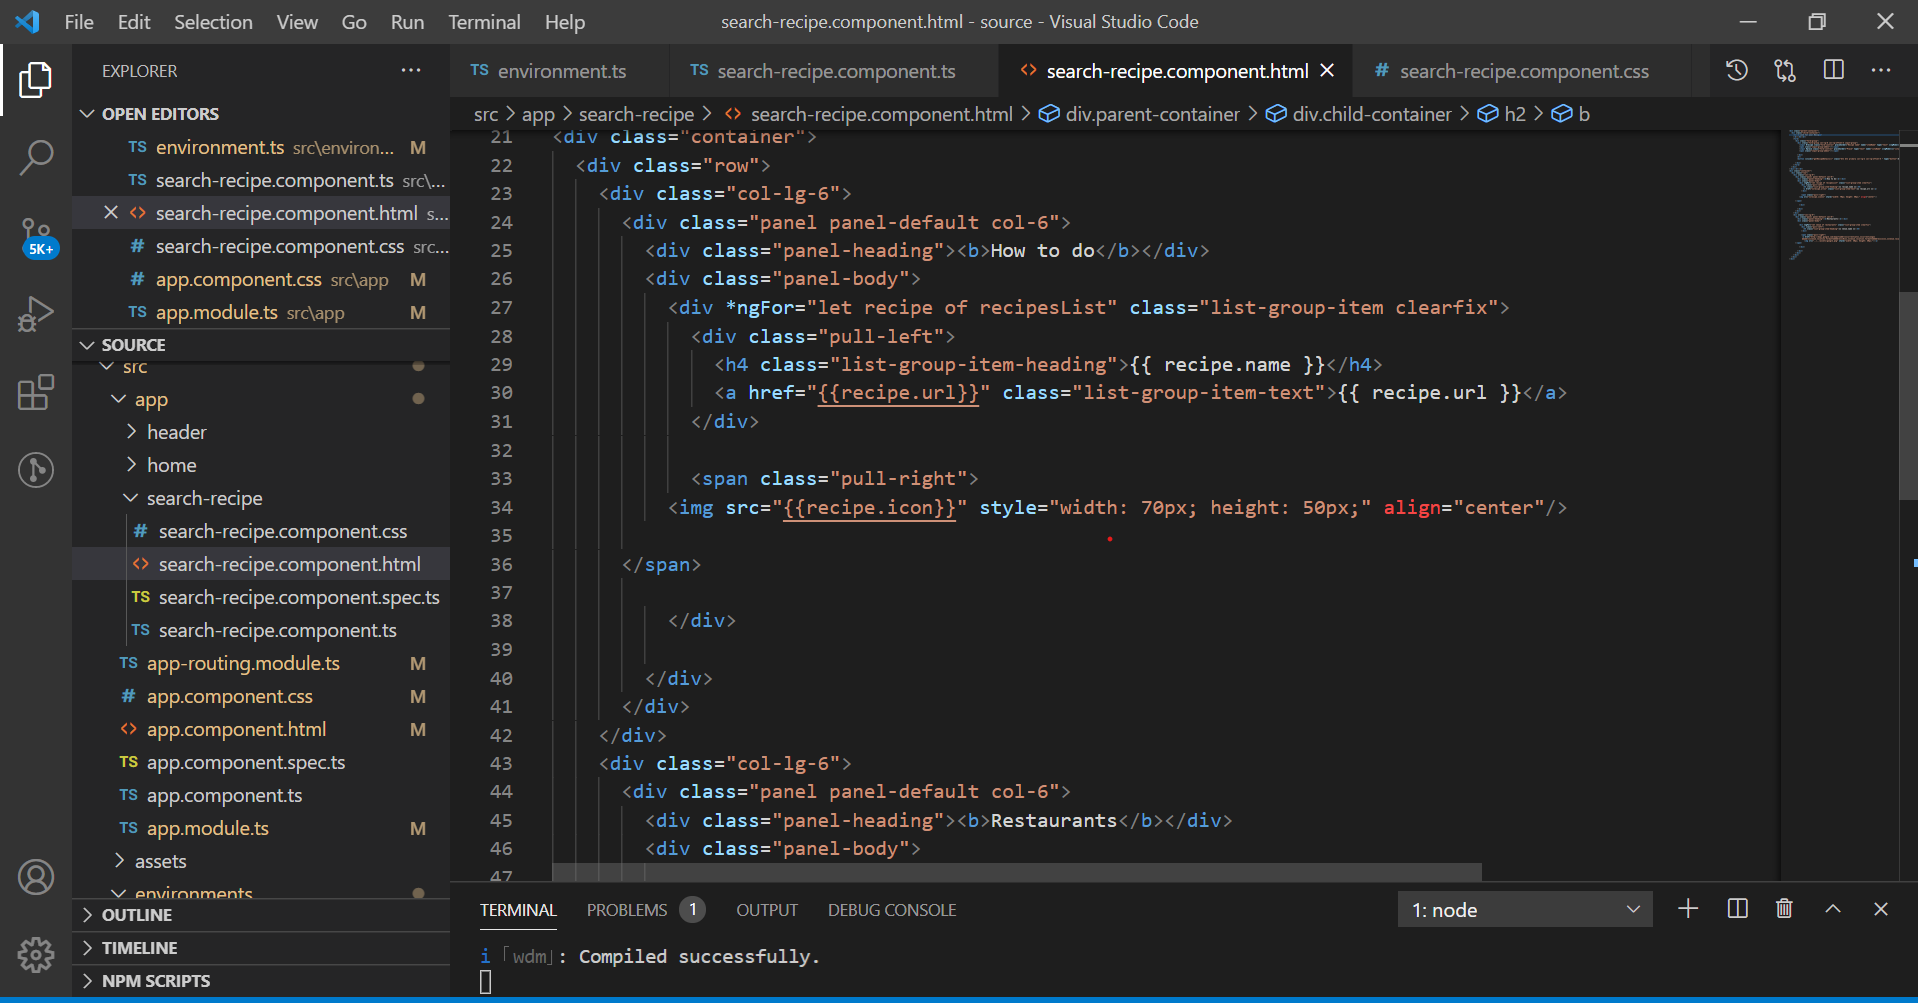 File Edit Selection View Go Run Terminal Help search-recipe.component.html - source - Visual Studio Code
EXPLORER
OPEN EDITORS
TS environment.ts src\environ... M
TS search-recipe.component.ts src\...
search-recipe.component.html s...
# search-recipe.component.css src...
# app.component.css src\app M
TS app.module.ts src\app M
5K+
SOURCE
src
app
header
home
search-recipe
# search-recipe.component.css
<> search-recipe.component.html
TS search-recipe.component.spec.ts
TS search-recipe.component.ts
TS app-routing.module.ts M
# app.component.css M
<> app.component.html M
TS app.component.spec.ts
TS app.component.ts
TS app.module.ts M
assets
environments
OUTLINE
TIMELINE
NPM SCRIPTS
TS environment.ts TS search-recipe.component.ts <> search-recipe.component.html # search-recipe.component.css
src > app > search-recipe > <> search-recipe.component.html > div.parent-container > div.child-container > h2 > b
21 <div class="container">
22 <div class="row">
23 <div class="col-lg-6">
24 <div class="panel panel-default col-6">
25 <div class="panel-heading"><b>How to do</b></div>
26 <div class="panel-body">
27 <div *ngFor="let recipe of recipesList" class="list-group-item clearfix">
28 <div class="pull-left">
29 <h4 class="list-group-item-heading">{{ recipe.name }}</h4>
30 <a href="{{recipe.url}}" class="list-group-item-text">{{ recipe.url }}</a>
31 </div>
32
33 <span class="pull-right">
34 <img src="{{recipe.icon}}" style="width: 70px; height: 50px;" align="center"/>
35
36 </span>
37
38 </div>
39
40 </div>
41 </div>
42 </div>
43 <div class="col-lg-6">
44 <div class="panel panel-default col-6">
45 <div class="panel-heading"><b>Restaurants</b></div>
46 <div class="panel-body">
47
TERMINAL PROBLEMS 1 OUTPUT DEBUG CONSOLE 1: node
i ｢wdm｣: Compiled successfully.